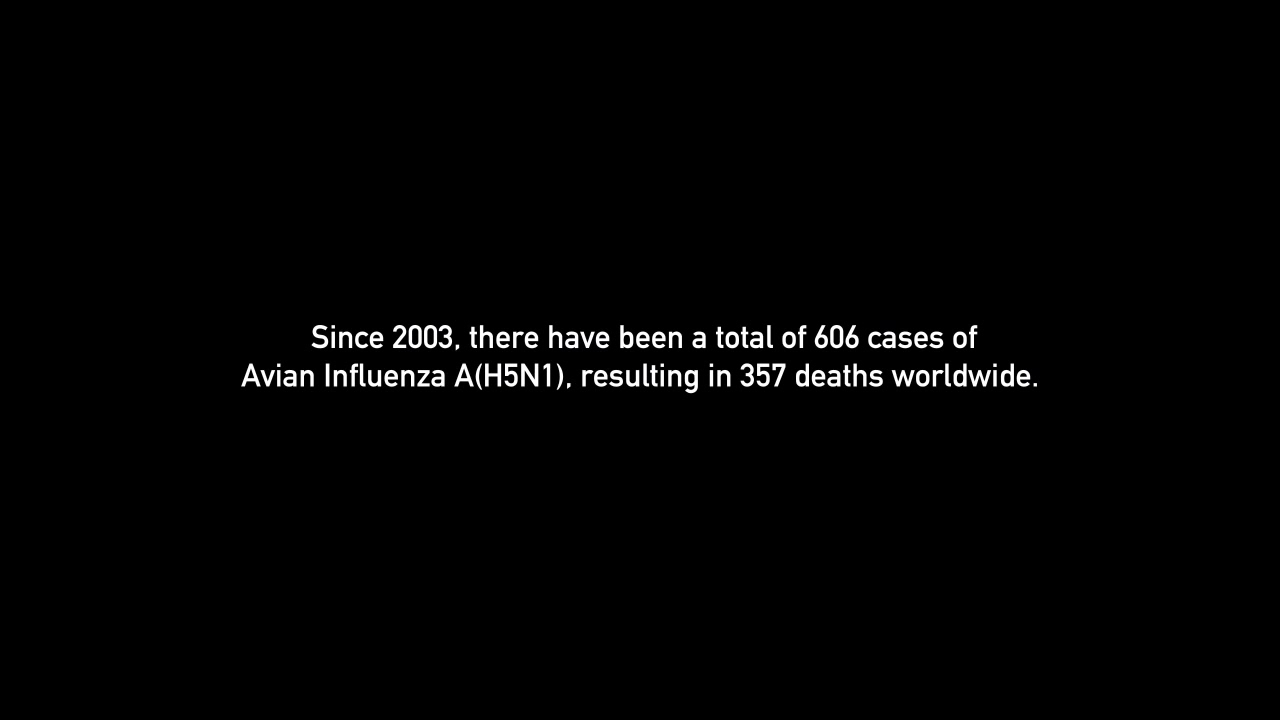 Since 2003, there have been a total of 606 cases of
Avian Influenza A(H5N1), resulting in 357 deaths worldwide.